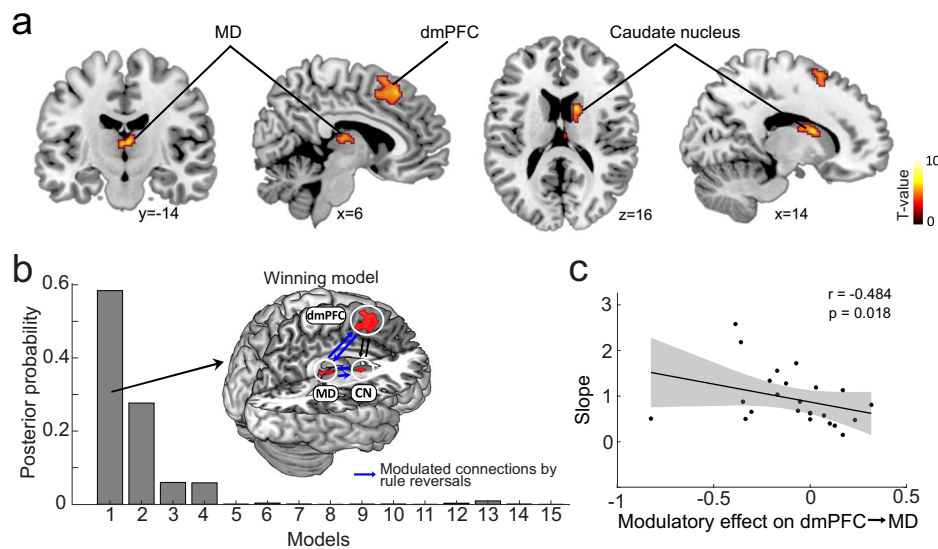 a
MD
dmPFC
Caudate nucleus
y=-14
x=6
z=16
x=14
10
T-value
0
b
Winning model
dmPFC
MD
CN
Modulated connections by
rule reversals
Posterior probability
0.6
0.4
0.2
0
1 2 3 4 5 6 7 8 9 10 11 12 13 14 15
Models
c
r = -0.484
p = 0.018
Slope
3
2
1
0
-1 -0.5 0 0.5
Modulatory effect on dmPFC→MD